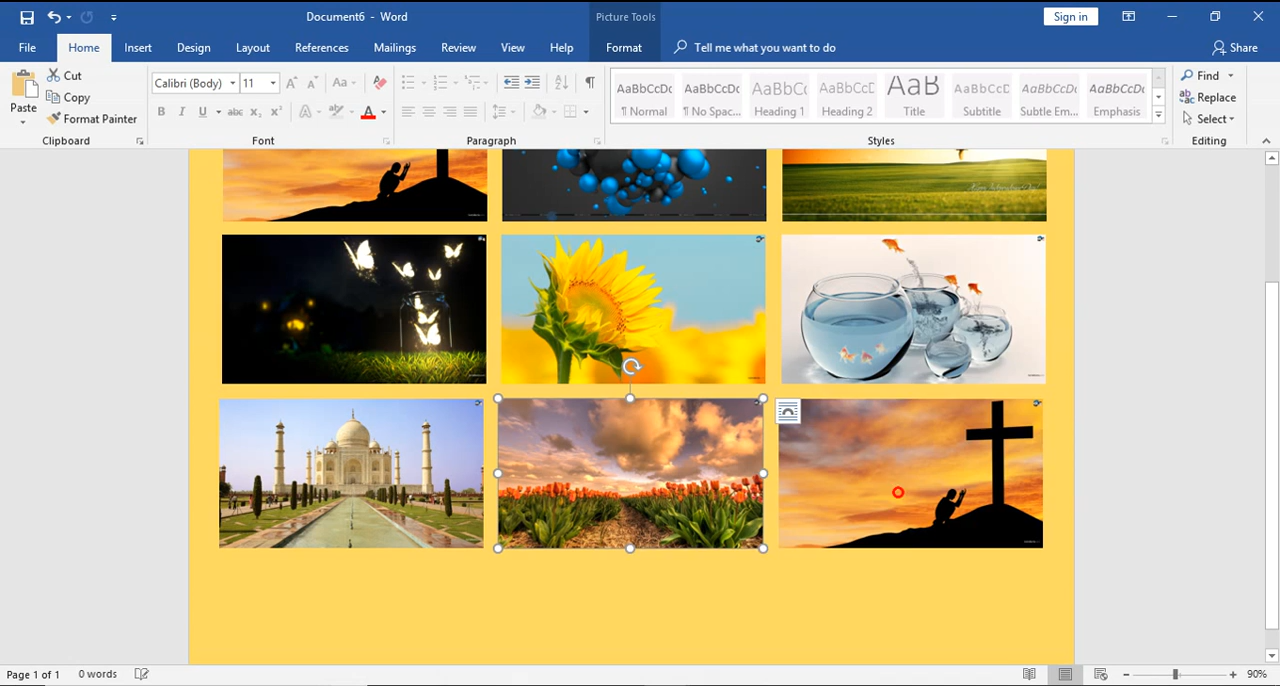 Document6 - Word
Picture Tools
Sign in
File Home Insert Design Layout References Mailings Review View Help Format Tell me what you want to do Share
Cut
Copy
Format Painter
Paste
Clipboard
Calibri (Body) 11
Font
Paragraph
AaBbCcDc AaBbCcDc AaBbCc AaBbCcE AaB AaBbCcD AaBbCcDt AaBbCcDt
¶ Normal ¶ No Spac... Heading 1 Heading 2 Title Subtitle Subtle Em... Emphasis
Styles
Find
Replace
Select
Editing
Page 1 of 1 0 words
90%